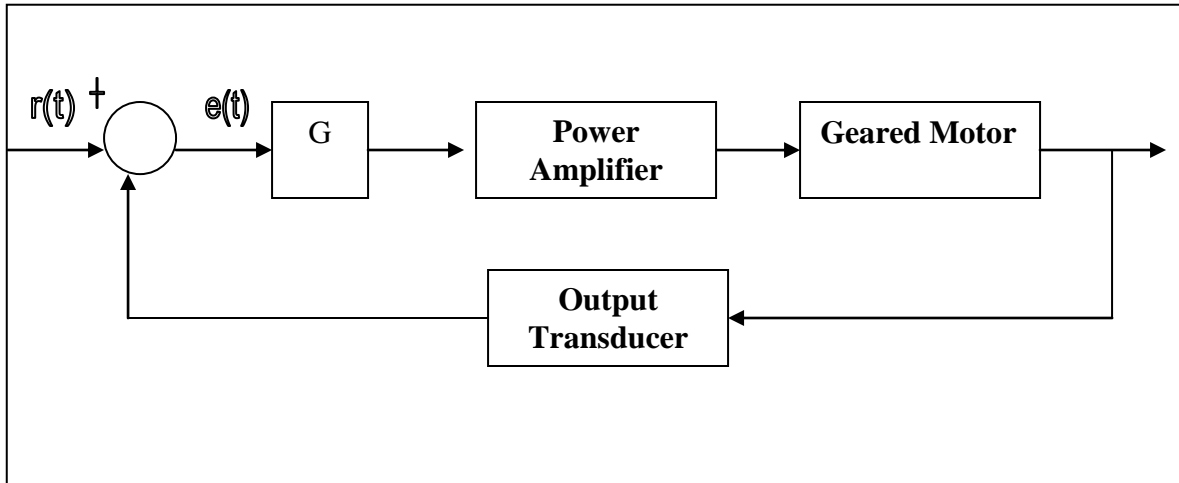 r(t) +
e(t)
G
Power
Amplifier
Geared Motor
Output
Transducer